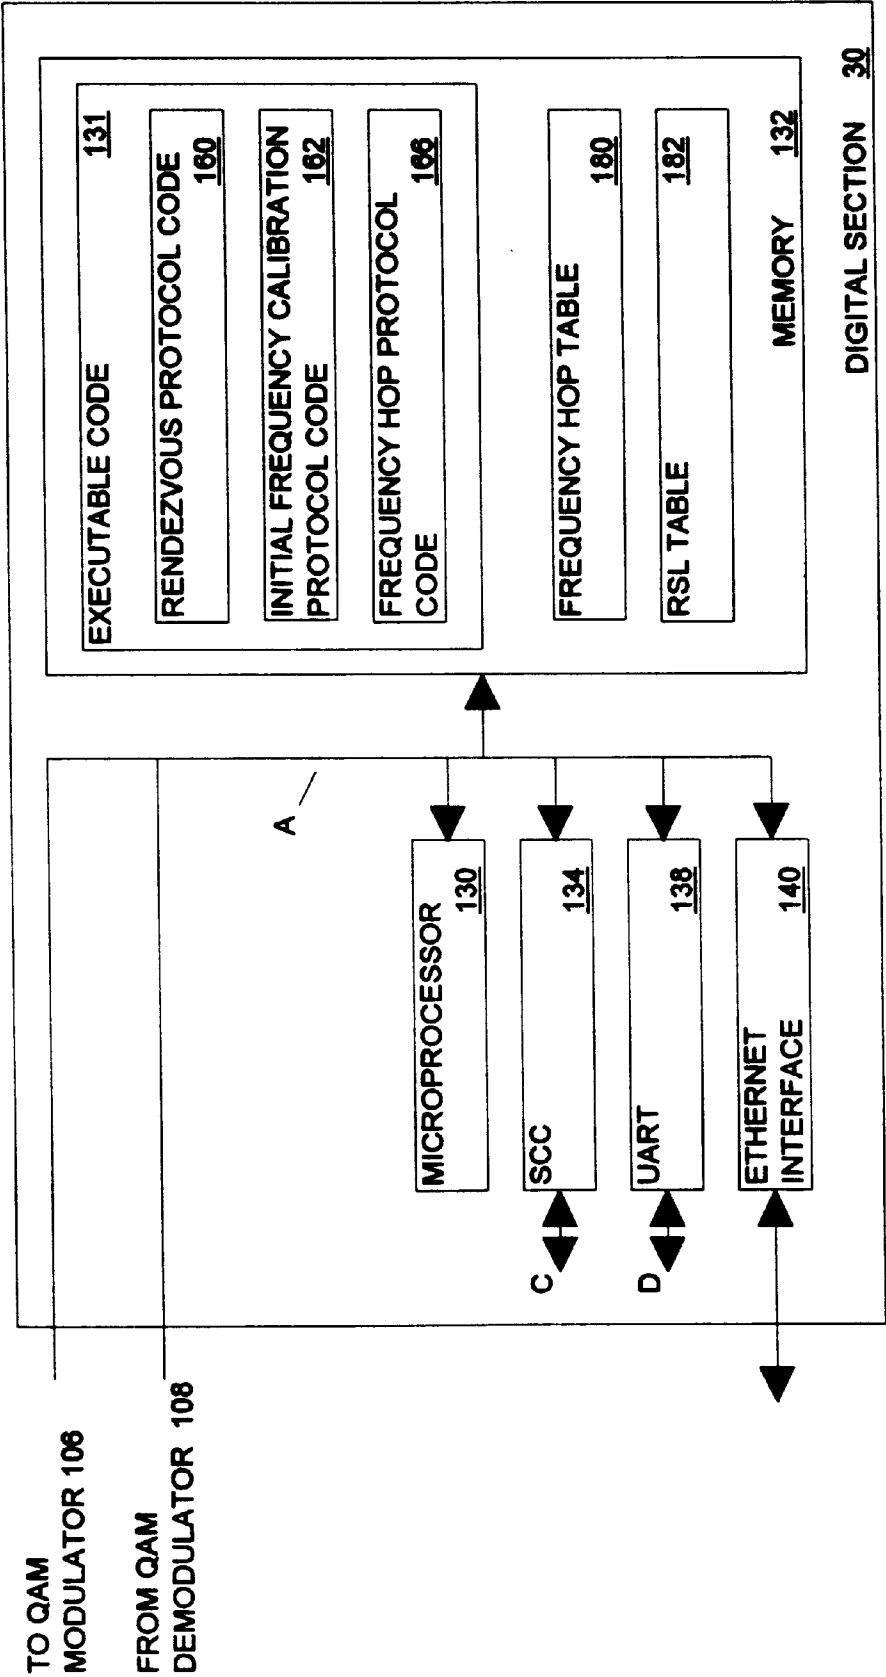 TO QAM
MODULATOR 106
FROM QAM
DEMODULATOR 108
A
MICROPROCESSOR
130
C
SCC
134
D
UART
138
ETHERNET
INTERFACE
140
EXECUTABLE CODE
131
RENDEZVOUS PROTOCOL CODE
160
INITIAL FREQUENCY CALIBRATION
PROTOCOL CODE
162
FREQUENCY HOP PROTOCOL
CODE
166
FREQUENCY HOP TABLE
180
RSL TABLE
182
MEMORY 132
DIGITAL SECTION 30